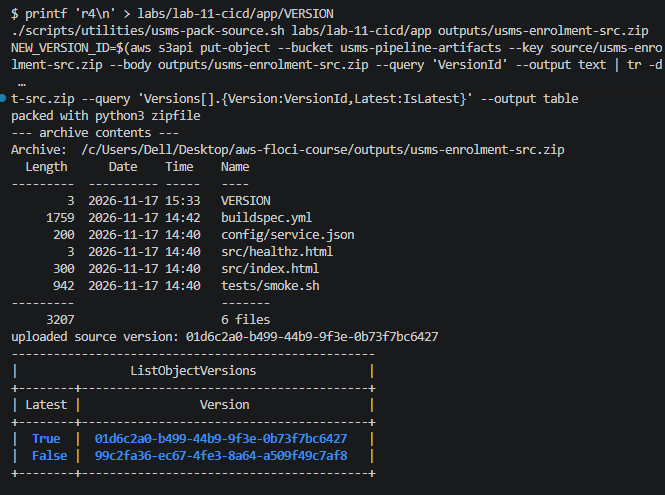 $ printf 'r4\n' > labs/lab-11-cicd/app/VERSION
./scripts/utilities/usms-pack-source.sh labs/lab-11-cicd/app outputs/usms-enrolment-src.zip
NEW_VERSION_ID=$(aws s3api put-object --bucket usms-pipeline-artifacts --key source/usms-enro
lment-src.zip --body outputs/usms-enrolment-src.zip --query 'VersionId' --output text | tr -d
…
t-src.zip --query 'Versions[].{Version:VersionId,Latest:IsLatest}' --output table
packed with python3 zipfile
--- archive contents ---
Archive:  /c/Users/Dell/Desktop/aws-floci-course/outputs/usms-enrolment-src.zip
  Length      Date    Time    Name
---------  ---------- -----   ----
        3  2026-11-17 15:33   VERSION
     1759  2026-11-17 14:42   buildspec.yml
      200  2026-11-17 14:40   config/service.json
        3  2026-11-17 14:40   src/healthz.html
      300  2026-11-17 14:40   src/index.html
      942  2026-11-17 14:40   tests/smoke.sh
---------                     -------
     3207                     6 files
uploaded source version: 01d6c2a0-b499-44b9-9f3e-0b73f7bc6427
---------------------------------------------------
|               ListObjectVersions                |
+--------+----------------------------------------+
| Latest |                Version                 |
+--------+----------------------------------------+
|  True  |  01d6c2a0-b499-44b9-9f3e-0b73f7bc6427  |
|  False |  99c2fa36-ec67-4fe3-8a64-a509f49c7af8  |
+--------+----------------------------------------+